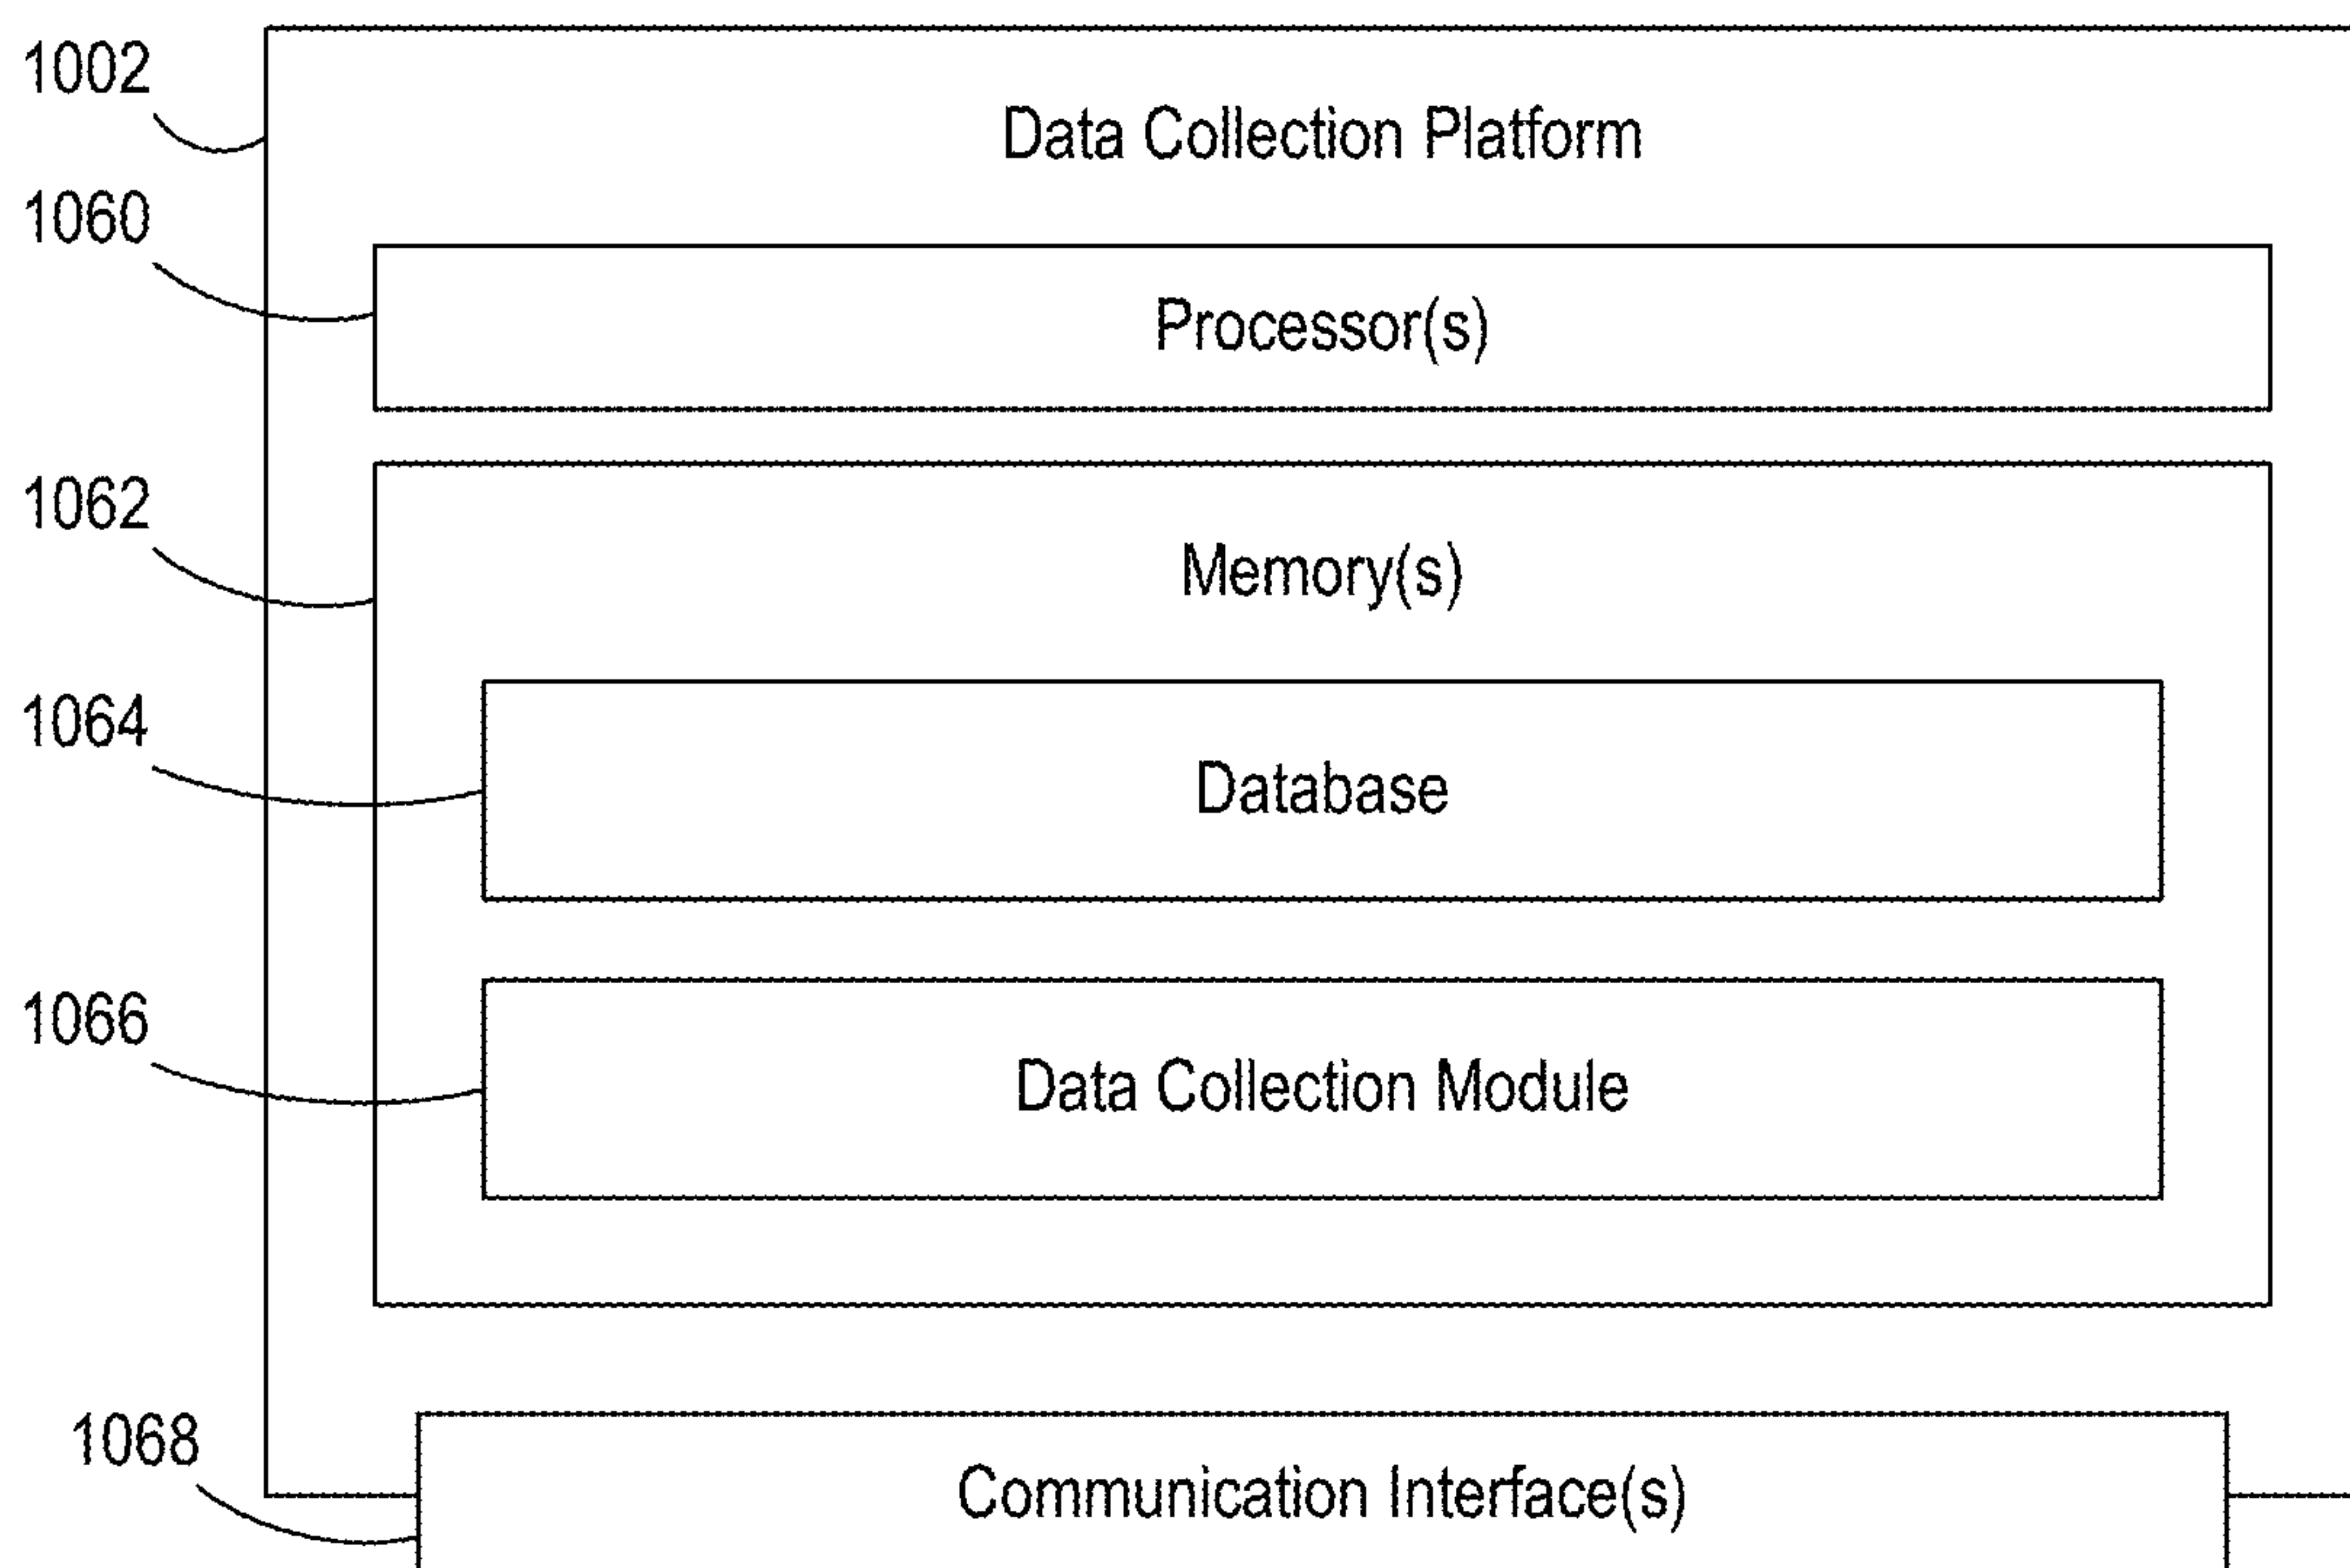 1002
Data Collection Platform
1060
Processor(s)
1062
Memory(s)
1064
Database
1066
Data Collection Module
1068
Communication Interface(s)